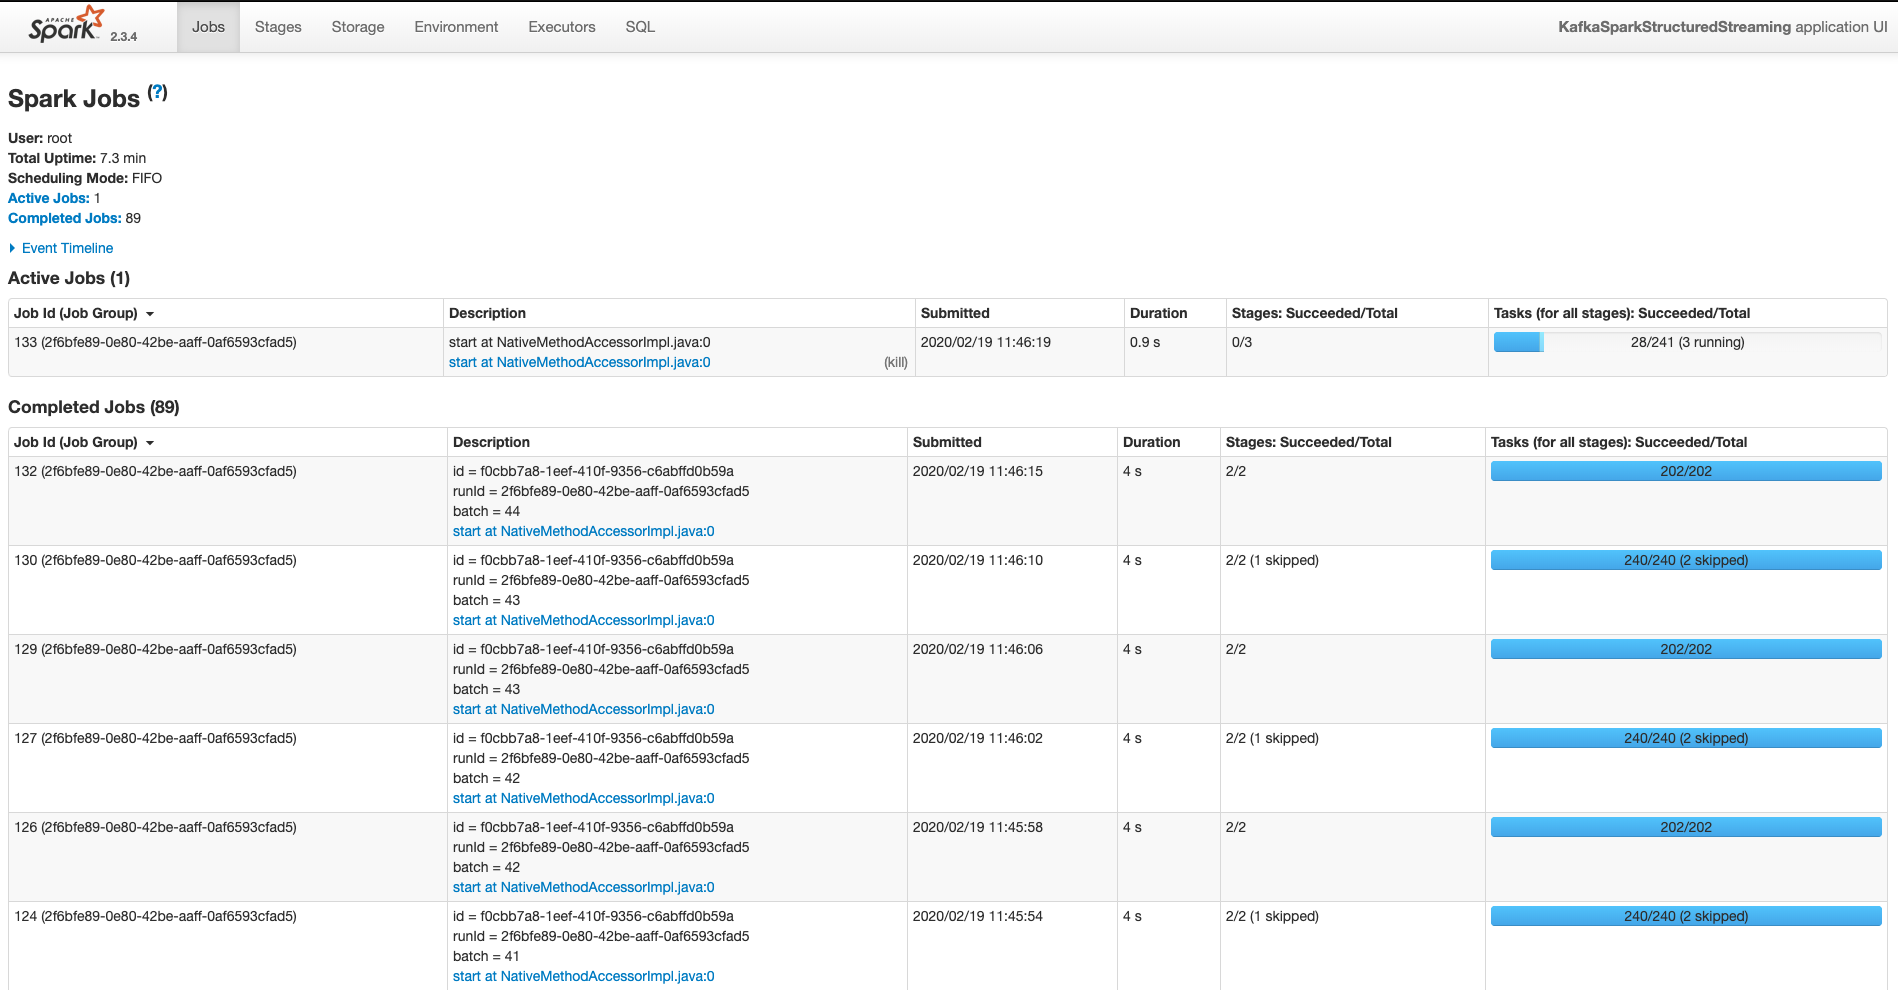 APACHE
Spark 2.3.4 Jobs Stages Storage Environment Executors SQL KafkaSparkStructuredStreaming application UI
Spark Jobs (?)
User: root
Total Uptime: 7.3 min
Scheduling Mode: FIFO
Active Jobs: 1
Completed Jobs: 89
Event Timeline
Active Jobs (1)
Job Id (Job Group) Description Submitted Duration Stages: Succeeded/Total Tasks (for all stages): Succeeded/Total
133 (2f6bfe89-0e80-42be-aaff-0af6593cfad5) start at NativeMethodAccessorImpl.java:0 2020/02/19 11:46:19 0.9 s 0/3 28/241 (3 running)
start at NativeMethodAccessorImpl.java:0 (kill)
Completed Jobs (89)
Job Id (Job Group) Description Submitted Duration Stages: Succeeded/Total Tasks (for all stages): Succeeded/Total
132 (2f6bfe89-0e80-42be-aaff-0af6593cfad5) id = f0cbb7a8-1eef-410f-9356-c6abffd0b59a 2020/02/19 11:46:15 4 s 2/2 202/202
runId = 2f6bfe89-0e80-42be-aaff-0af6593cfad5
batch = 44
start at NativeMethodAccessorImpl.java:0
130 (2f6bfe89-0e80-42be-aaff-0af6593cfad5) id = f0cbb7a8-1eef-410f-9356-c6abffd0b59a 2020/02/19 11:46:10 4 s 2/2 (1 skipped) 240/240 (2 skipped)
runId = 2f6bfe89-0e80-42be-aaff-0af6593cfad5
batch = 43
start at NativeMethodAccessorImpl.java:0
129 (2f6bfe89-0e80-42be-aaff-0af6593cfad5) id = f0cbb7a8-1eef-410f-9356-c6abffd0b59a 2020/02/19 11:46:06 4 s 2/2 202/202
runId = 2f6bfe89-0e80-42be-aaff-0af6593cfad5
batch = 43
start at NativeMethodAccessorImpl.java:0
127 (2f6bfe89-0e80-42be-aaff-0af6593cfad5) id = f0cbb7a8-1eef-410f-9356-c6abffd0b59a 2020/02/19 11:46:02 4 s 2/2 (1 skipped) 240/240 (2 skipped)
runId = 2f6bfe89-0e80-42be-aaff-0af6593cfad5
batch = 42
start at NativeMethodAccessorImpl.java:0
126 (2f6bfe89-0e80-42be-aaff-0af6593cfad5) id = f0cbb7a8-1eef-410f-9356-c6abffd0b59a 2020/02/19 11:45:58 4 s 2/2 202/202
runId = 2f6bfe89-0e80-42be-aaff-0af6593cfad5
batch = 42
start at NativeMethodAccessorImpl.java:0
124 (2f6bfe89-0e80-42be-aaff-0af6593cfad5) id = f0cbb7a8-1eef-410f-9356-c6abffd0b59a 2020/02/19 11:45:54 4 s 2/2 (1 skipped) 240/240 (2 skipped)
runId = 2f6bfe89-0e80-42be-aaff-0af6593cfad5
batch = 41
start at NativeMethodAccessorImpl.java:0